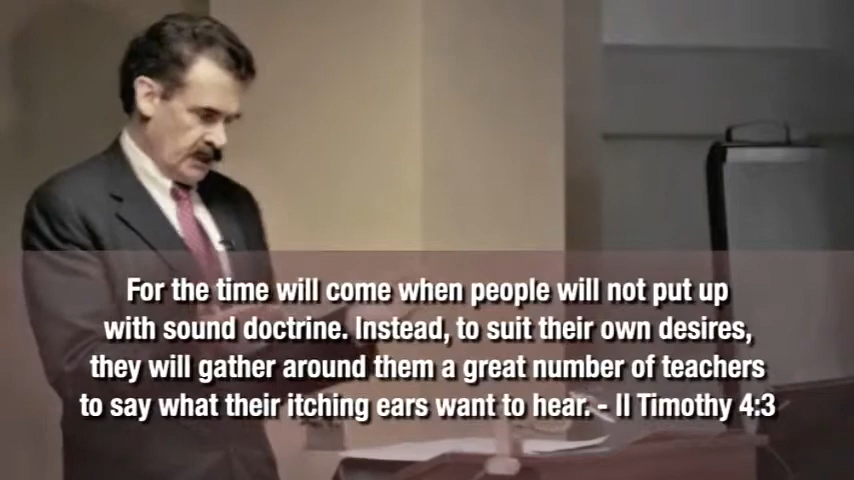 For the time will come when people will not put up
with sound doctrine. Instead, to suit their own desires,
they will gather around them a great number of teachers
to say what their itching ears want to hear. - II Timothy 4:3